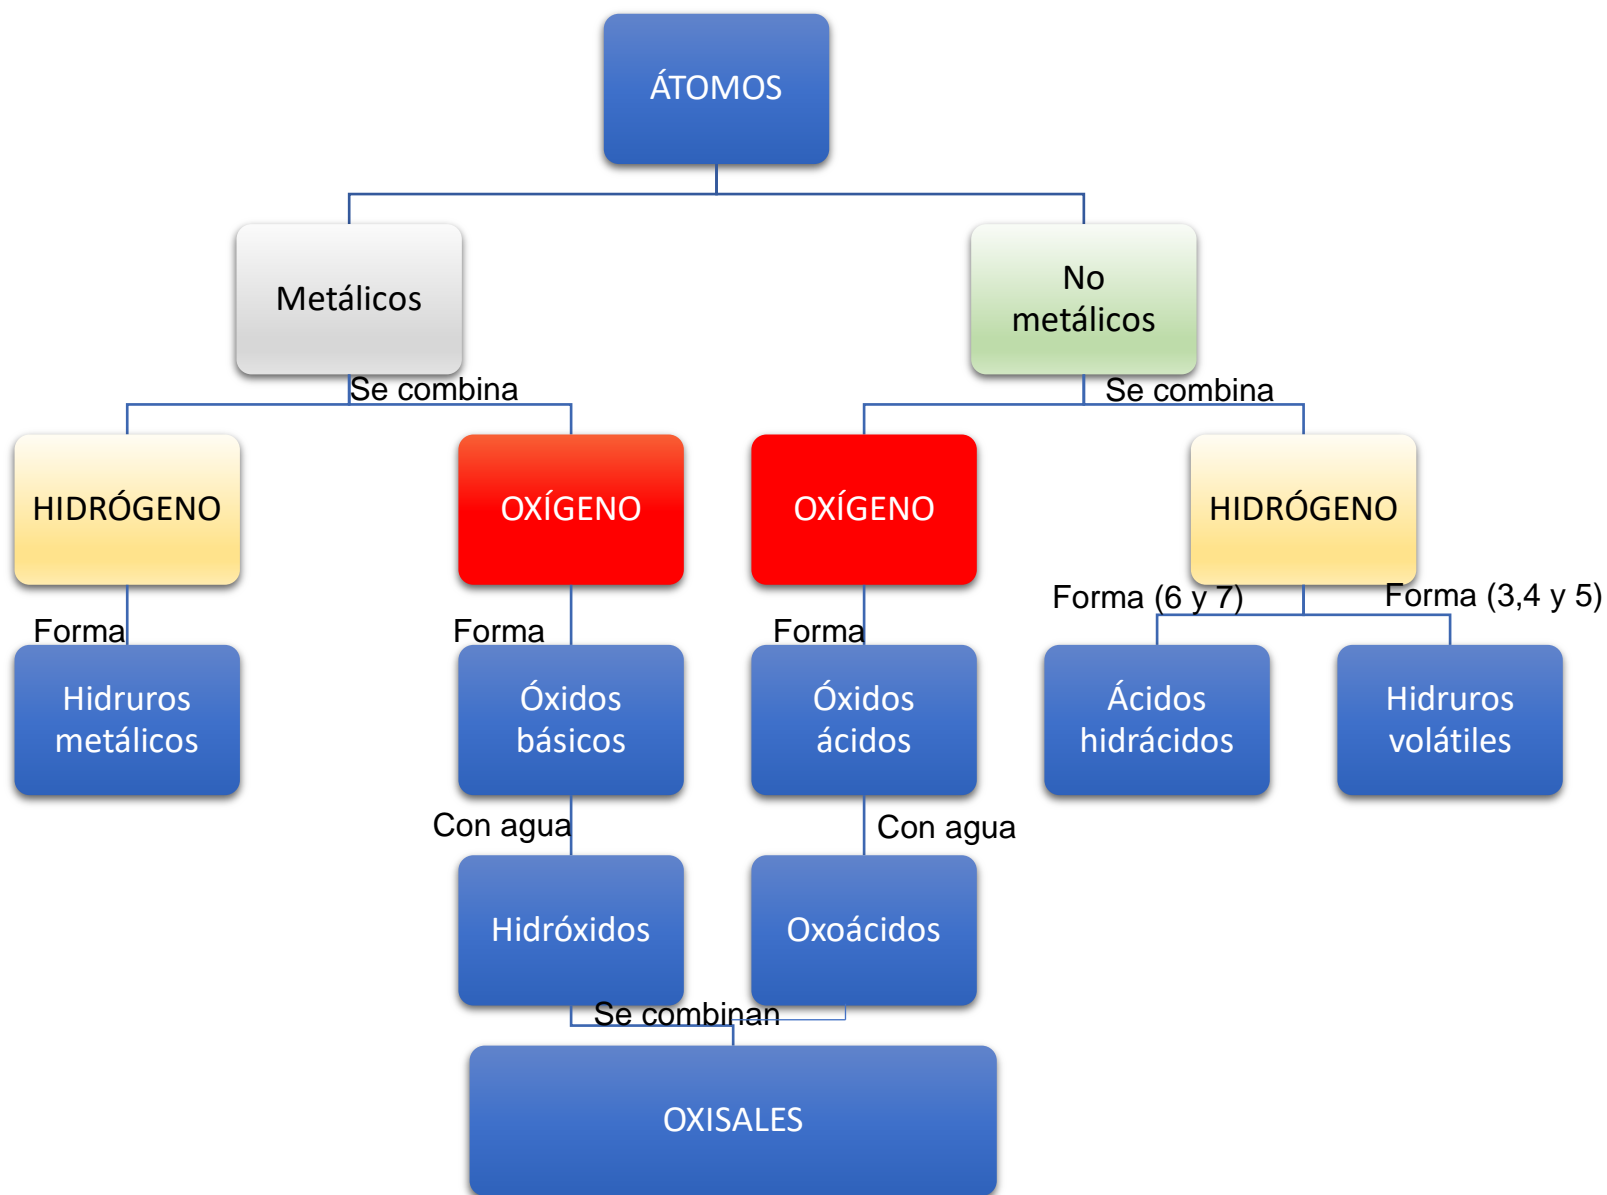 ÁTOMOS
Metálicos
No
metálicos
Se combina
Se combina
HIDRÓGENO
OXÍGENO
OXÍGENO
HIDRÓGENO
Forma (6 y 7)
Forma (3,4 y 5)
Forma
Forma
Forma
Hidruros
metálicos
Óxidos
básicos
Óxidos
ácidos
Ácidos
hidrácidos
Hidruros
volátiles
Con agua
Con agua
Hidróxidos
Oxoácidos
Se combinan
OXISALES